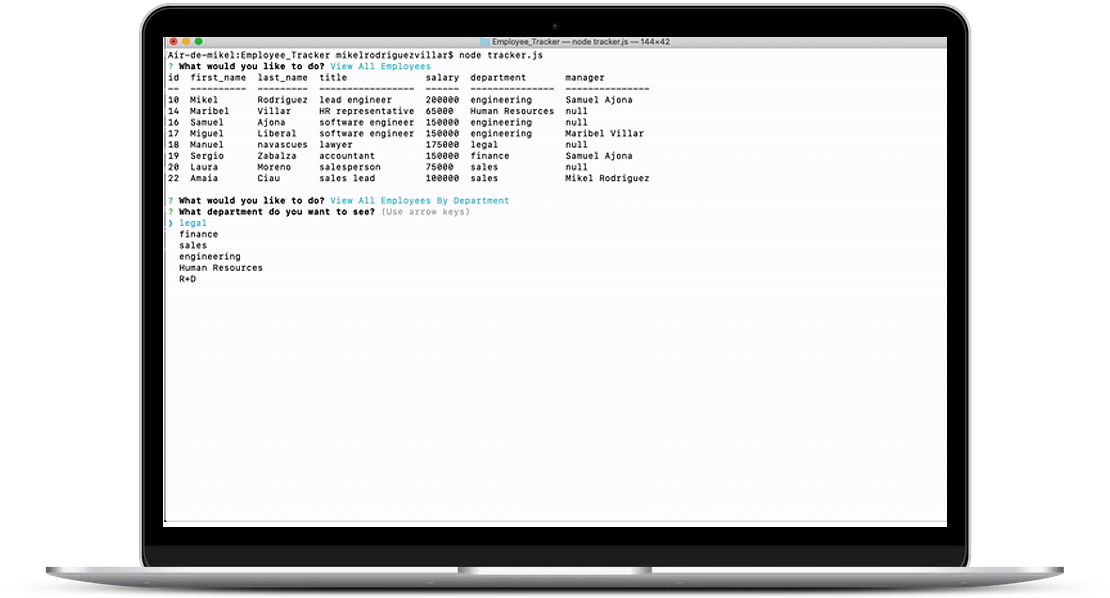 Employee_Tracker — node tracker.js — 144×42
Air-de-mikel:Employee_Tracker mikelrodriguezvillar$ node tracker.js
? What would you like to do? View All Employees
id  first_name  last_name  title              salary  department       manager
--  ----------  ---------  -----------------  ------  ---------------  ---------------
10  Mikel       Rodriguez  lead engineer      200000  engineering      Samuel Ajona
14  Maribel     Villar     HR representative  65000   Human Resources  null
16  Samuel      Ajona      software engineer  150000  engineering      null
17  Miguel      Liberal    software engineer  150000  engineering      Maribel Villar
18  Manuel      navascues  lawyer             175000  legal            null
19  Sergio      Zabalza    accountant         150000  finance          Samuel Ajona
20  Laura       Moreno     salesperson        75000   sales            null
22  Amaia       Ciau       sales lead         100000  sales            Mikel Rodriguez
? What would you like to do? View All Employees By Department
? What department do you want to see? (Use arrow keys)
❯ legal
finance
sales
engineering
Human Resources
R+D